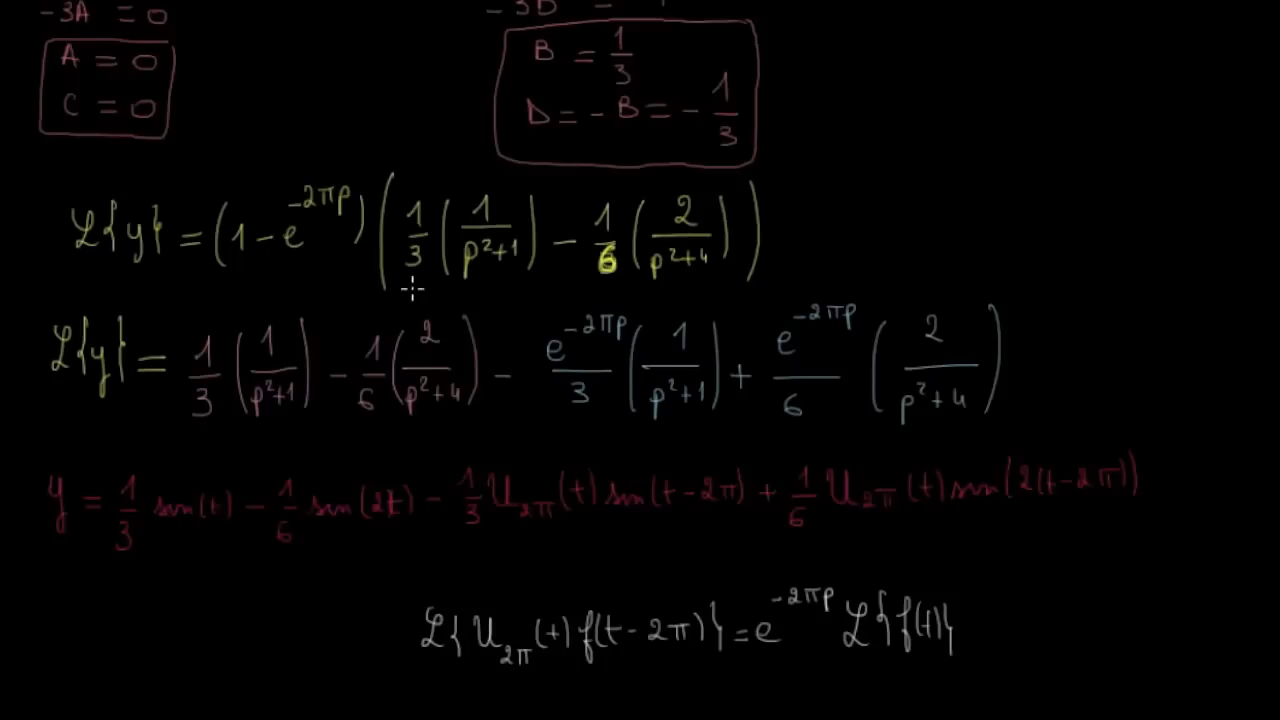 -3A = 0
A = 0
C = 0
B = 1/3
D = -B = - 1/3
ℒ{y} = (1 - e^{-2πp}) ( 1/3 ( 1/(p²+1) ) - 1/6 ( 2/(p²+4) ) )
ℒ{y} = 1/3 ( 1/(p²+1) ) - 1/6 ( 2/(p²+4) ) - e^{-2πp}/3 ( 1/(p²+1) ) + e^{-2πp}/6 ( 2/(p²+4) )
y = 1/3 sin(t) - 1/6 sin(2t) - 1/3 U_{2π}(t) sin(t-2π) + 1/6 U_{2π}(t) sin(2(t-2π))
ℒ{U_{2π}(t) f(t-2π)} = e^{-2πp} ℒ{f(t)}